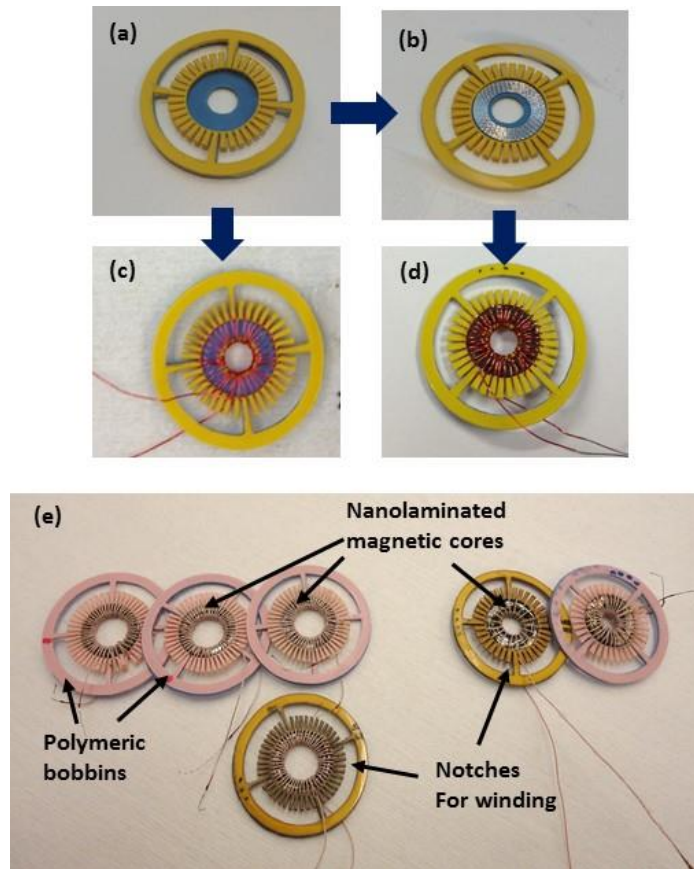 (a)
(b)
(c)
(d)
(e)
Nanolaminated
magnetic cores
Polymeric
bobbins
Notches
For winding